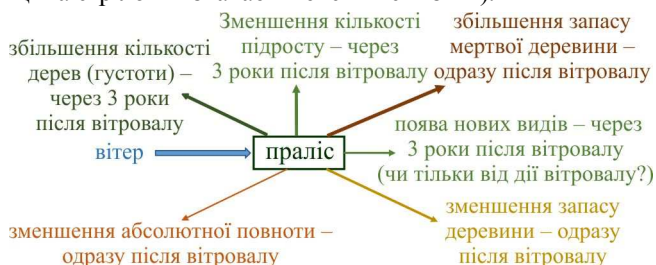 Зменшення кількості
підросту – через
3 роки після вітровалу
збільшення запасу
мертвої деревини –
одразу після вітровалу
збільшення кількості
дерев (густоти) –
через 3 роки
після вітровалу
вітер
праліс
поява нових видів – через
3 роки після вітровалу
(чи тільки від дії вітровалу?)
зменшення абсолютної повноти –
одразу після вітровалу
зменшення запасу
деревини – одразу
після вітровалу